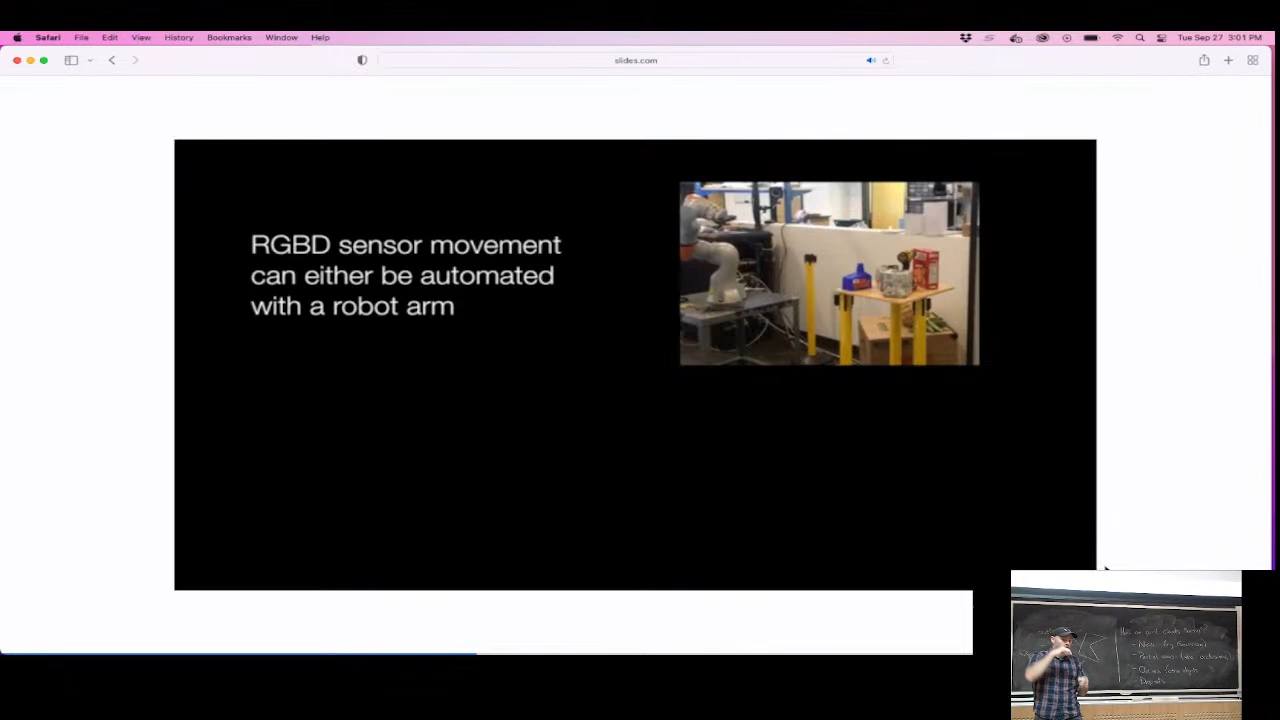 Safari File Edit View History Bookmarks Window Help Tue Sep 27 3:01 PM
slides.com
RGBD sensor movement
can either be automated
with a robot arm
- Dropouts